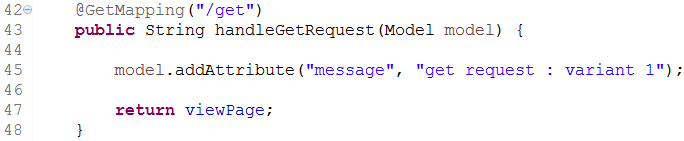 42 @GetMapping("/get")
43 public String handleGetRequest(Model model) {
44
45 model.addAttribute("message", "get request : variant 1");
46
47 return viewPage;
48 }